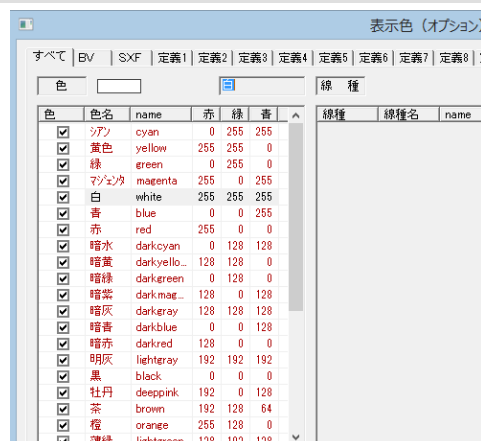 表示色（オプション）
すべて BV SXF 定義1 定義2 定義3 定義4 定義5 定義6 定義7 定義8
色 白 線 種
色 色名 name 赤 緑 青 線種 線種名 name
シアン cyan 0 255 255
黄色 yellow 255 255 0
緑 green 0 255 0
マジェンタ magenta 255 0 255
白 white 255 255 255
青 blue 0 0 255
赤 red 255 0 0
暗水 darkcyan 0 128 128
暗黄 darkyello... 128 128 0
暗緑 darkgreen 0 128 0
暗紫 darkmag... 128 0 128
暗灰 darkgray 128 128 128
暗青 darkblue 0 0 128
暗赤 darkred 128 0 0
明灰 lightgray 192 192 192
黒 black 0 0 0
牡丹 deeppink 192 0 128
茶 brown 192 128 64
橙 orange 255 128 0
薄緑 lightgreen 128 192 128